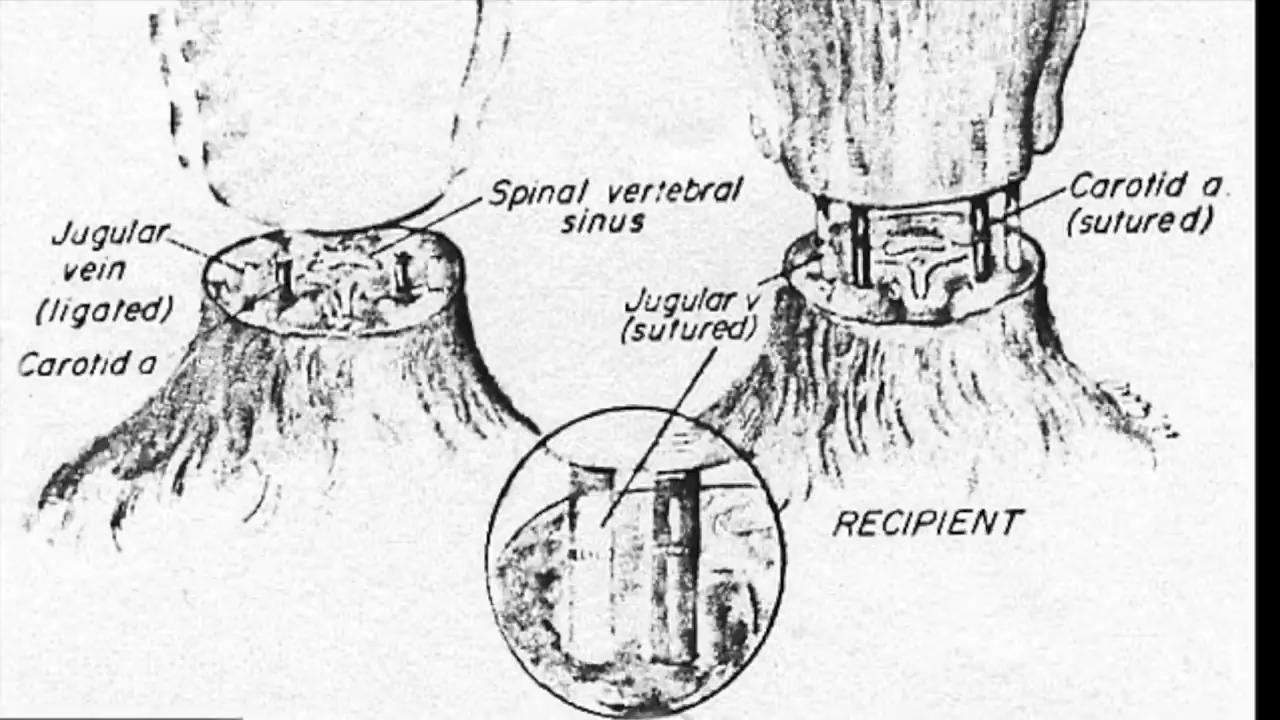 Spinal vertebral
sinus
Jugular
vein
(ligated)
Carotid a
Carotid a.
(sutured)
Jugular v
(sutured)
RECIPIENT